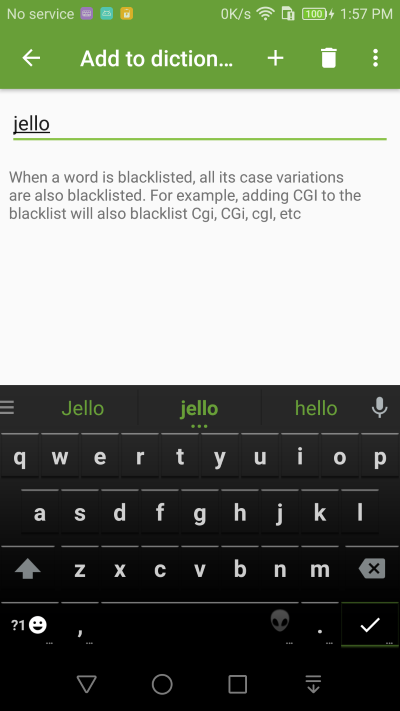 No service 0K/s 100 1:57 PM
Add to diction...
jello
When a word is blacklisted, all its case variations
are also blacklisted. For example, adding CGI to the
blacklist will also blacklist Cgi, CGi, cgI, etc
Jello jello hello
q w e r t y u i o p
a s d f g h j k l
z x c v b n m
?1 , .